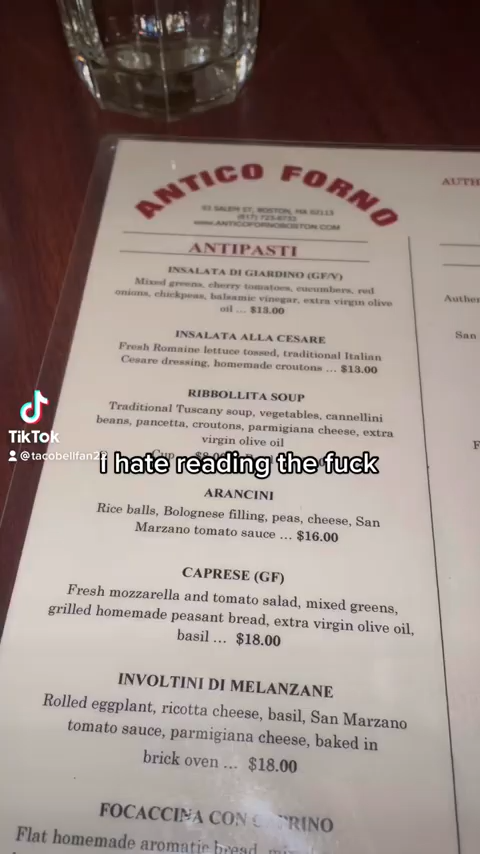 ANTICO FORNO
93 SALEM ST, BOSTON, MA 02113
(617) 723-6733
www.ANTICOFORNOBOSTON.COM
ANTIPASTI
INSALATA DI GIARDINO (GF/V)
Mixed greens, cherry tomatoes, cucumbers, red
onions, chickpeas, balsamic vinegar, extra virgin olive
oil ... $13.00
INSALATA ALLA CESARE
Fresh Romaine lettuce tossed, traditional Italian
Cesare dressing, homemade croutons ... $13.00
RIBBOLLITA SOUP
Traditional Tuscany soup, vegetables, cannellini
beans, pancetta, croutons, parmigiana cheese, extra
virgin olive oil
Cup
I hate reading the fuck
ARANCINI
Rice balls, Bolognese filling, peas, cheese, San
Marzano tomato sauce ... $16.00
CAPRESE (GF)
Fresh mozzarella and tomato salad, mixed greens,
grilled homemade peasant bread, extra virgin olive oil,
basil ... $18.00
INVOLTINI DI MELANZANE
Rolled eggplant, ricotta cheese, basil, San Marzano
tomato sauce, parmigiana cheese, baked in
brick oven ... $18.00
FOCACCINA CON
Flat homemade aromatic bread,
AUTH
Authen
San
F
TikTok
@tacobellfan22